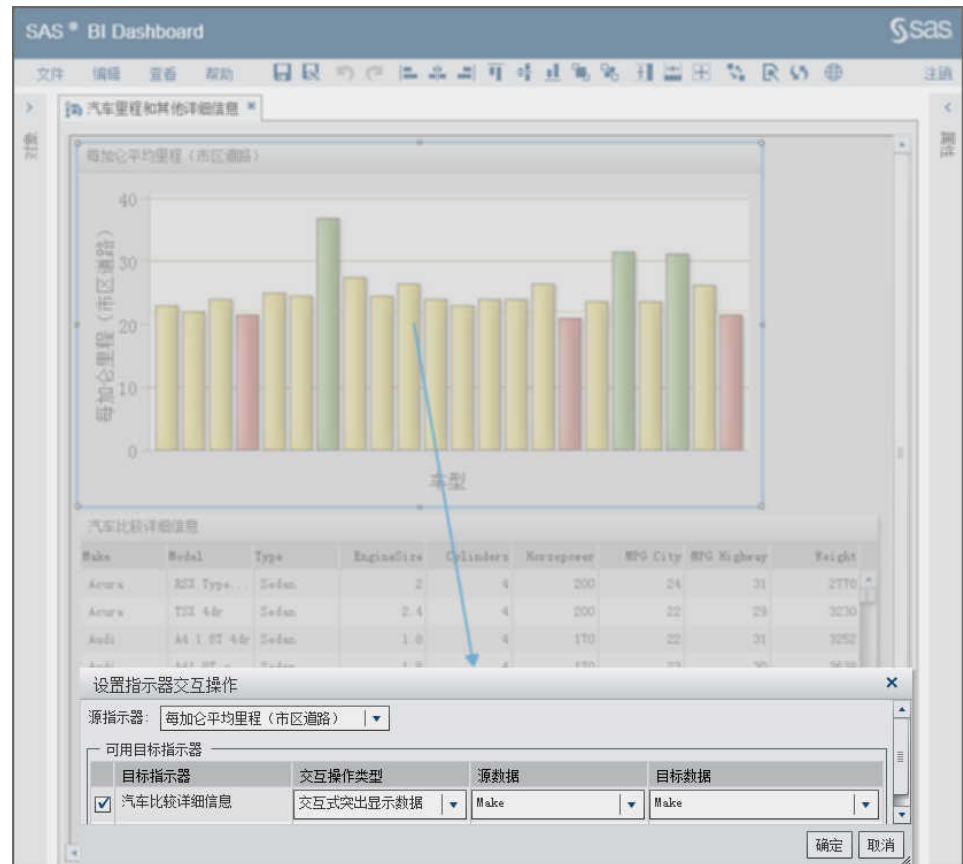 SAS® BI Dashboard
sas
文件 编辑 查看 帮助 注销
汽车里程和其他详细信息
对象
属性
每加仑平均里程（市区道路）
每加仑里程（市区道路）
40
30
20
10
0
车型
汽车比较详细信息
Make Model Type EngineSize Cylinders Horsepower MPG City MPG Highway Weight
Acura RSX Type... Sedan 2 4 200 24 31 2770
Acura TSX 4dr Sedan 2.4 4 200 22 29 3230
Audi A4 1.8T 4dr Sedan 1.8 4 170 22 31 3252
设置指示器交互操作
源指示器: 每加仑平均里程（市区道路）
可用目标指示器
目标指示器 交互操作类型 源数据 目标数据
汽车比较详细信息 交互式突出显示数据 Make Make
确定 取消